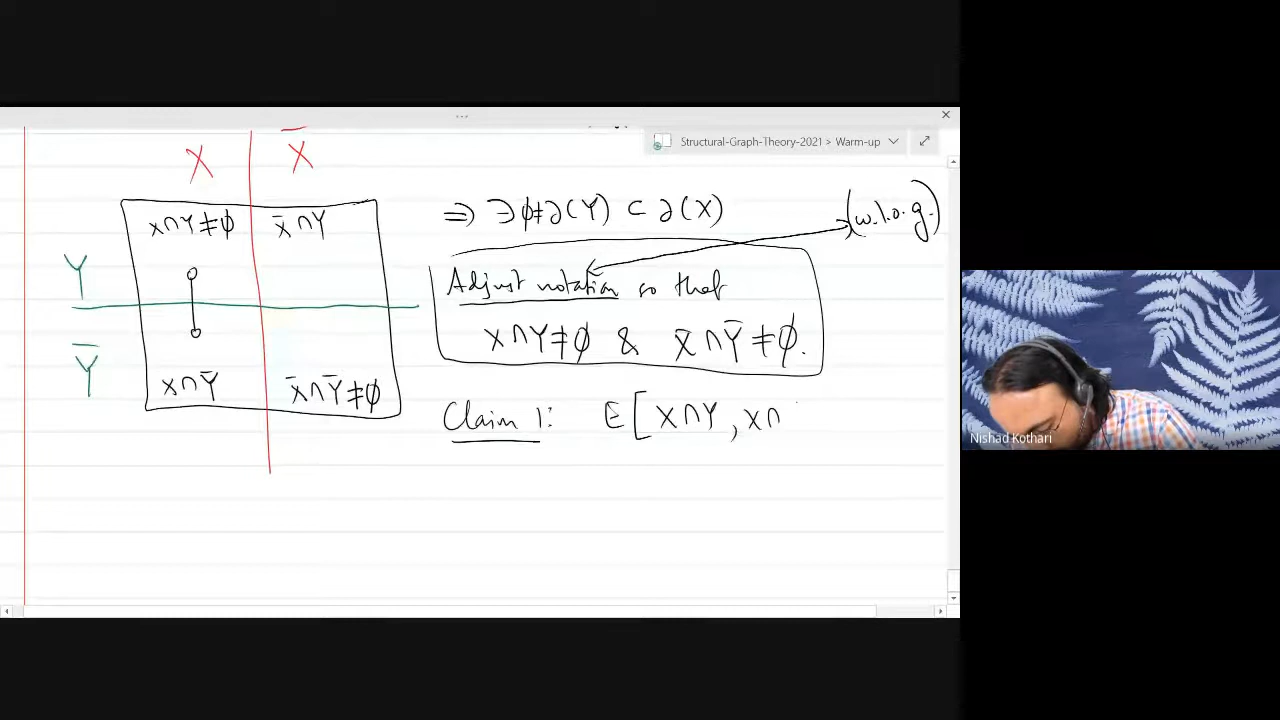 Structural-Graph-Theory-2021 > Warm-up
X X̄
⇒ ∃ ϕ≠∂(Y) ⊂ ∂(X)
(w.l.o.g.)
X∩Y≠ϕ X̄∩Y
Y
Adjust notation so that
X∩Y≠ϕ & X̄∩Ȳ≠ϕ.
Ȳ
X∩Ȳ X̄∩Ȳ≠ϕ
Claim 1: E[X∩Y, X∩
Nishad Kothari